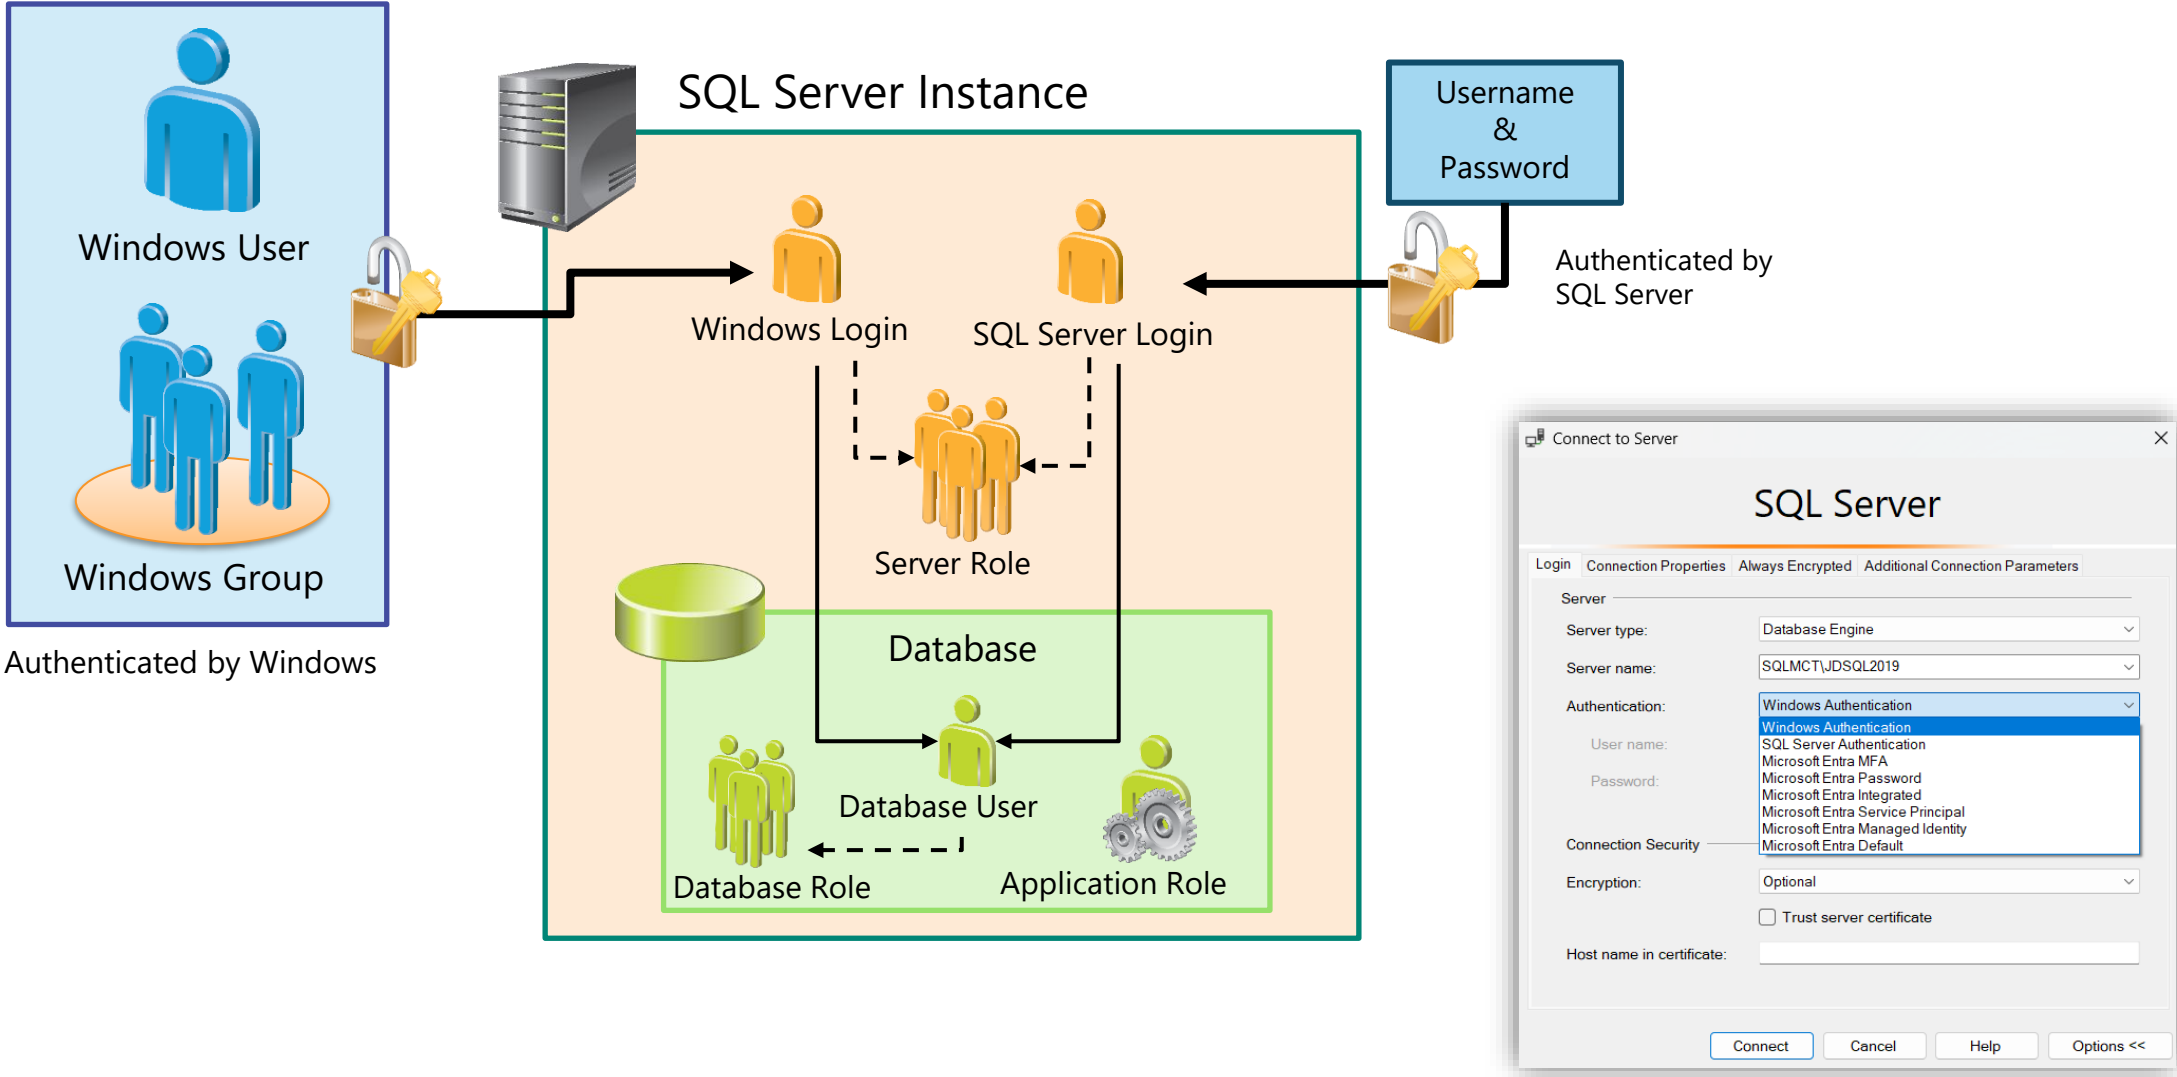 Windows User
Windows Group
Authenticated by Windows
SQL Server Instance
Windows Login
SQL Server Login
Server Role
Database
Database User
Database Role
Application Role
Username
&
Password
Authenticated by
SQL Server
Connect to Server
SQL Server
Login Connection Properties Always Encrypted Additional Connection Parameters
Server
Server type: Database Engine
Server name: SQLMCT\JDSQL2019
Authentication: Windows Authentication
Windows Authentication
User name: SQL Server Authentication
Microsoft Entra MFA
Password: Microsoft Entra Password
Microsoft Entra Integrated
Microsoft Entra Service Principal
Microsoft Entra Managed Identity
Connection Security Microsoft Entra Default
Encryption: Optional
Trust server certificate
Host name in certificate:
Connect Cancel Help Options <<